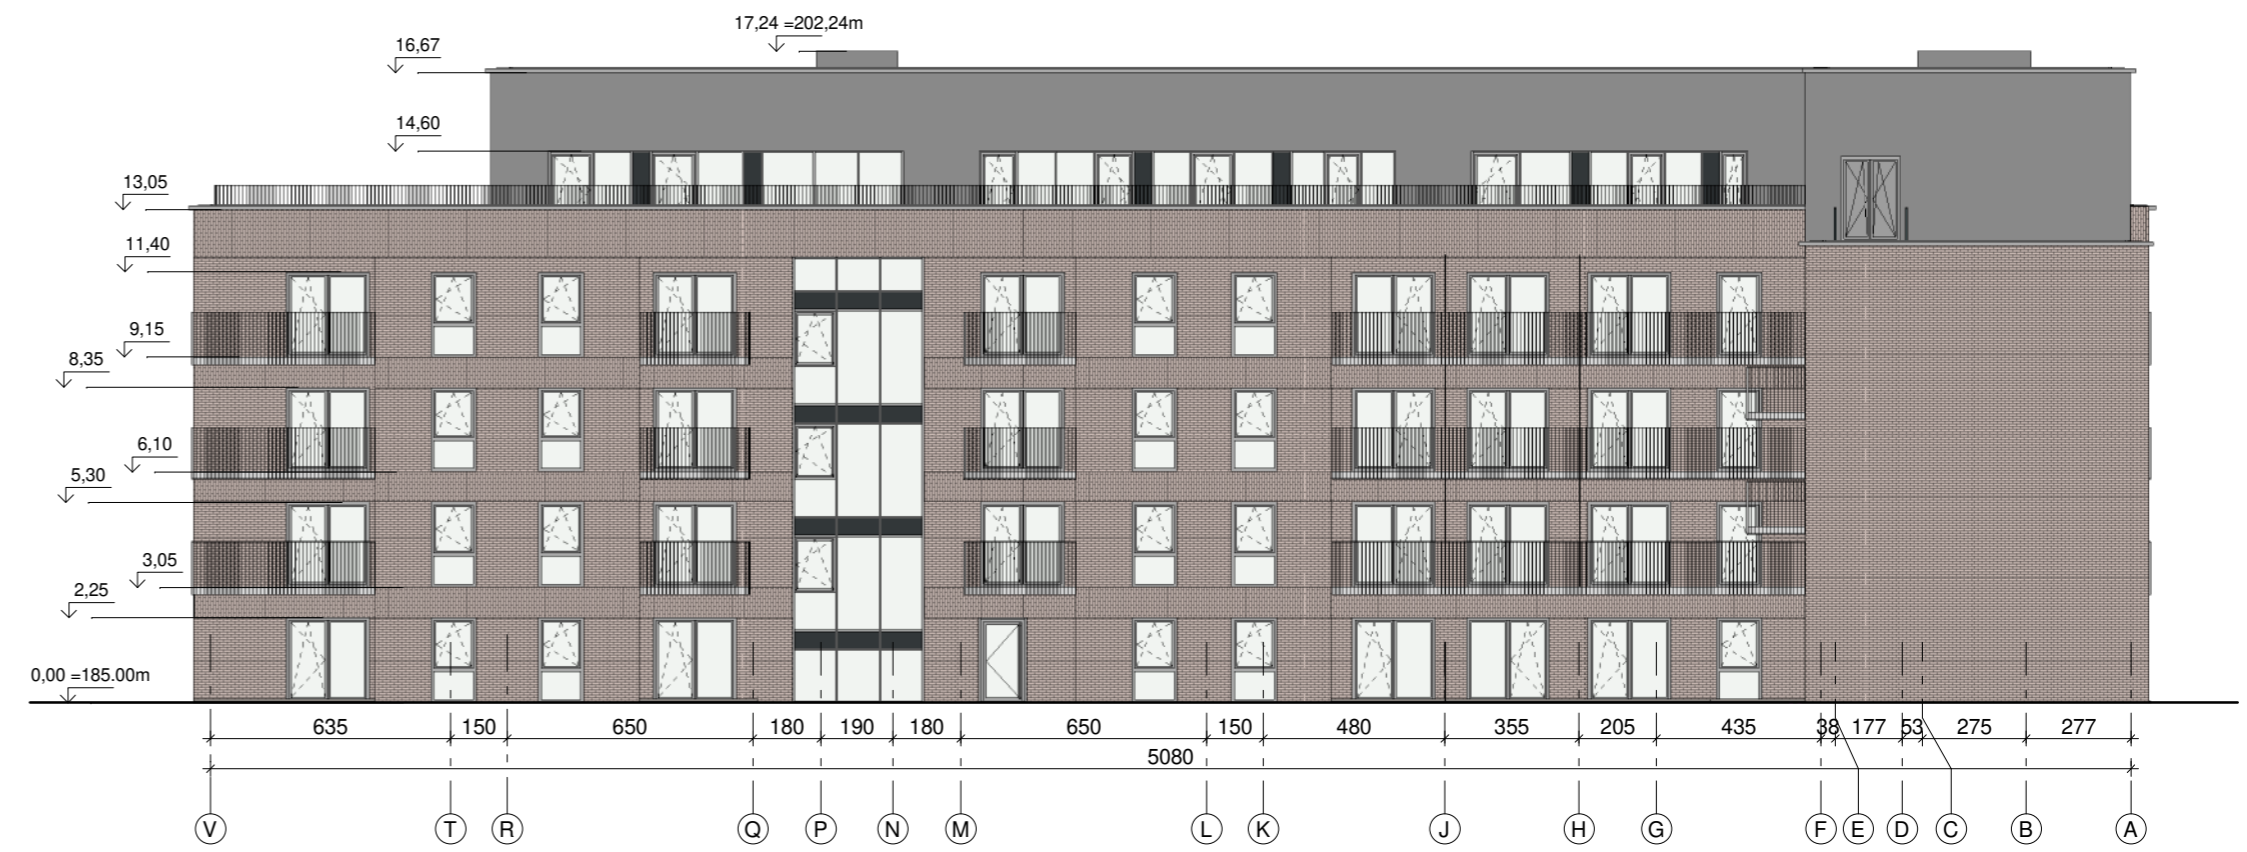 17,24 =202,24m
16,67
14,60
13,05
11,40
9,15
8,35
6,10
5,30
3,05
2,25
0,00 =185.00m
635 150 650 180 190 180 650 150 480 355 205 435 38 177 53 275 277
5080
V T R Q P N M L K J H G F E D C B A